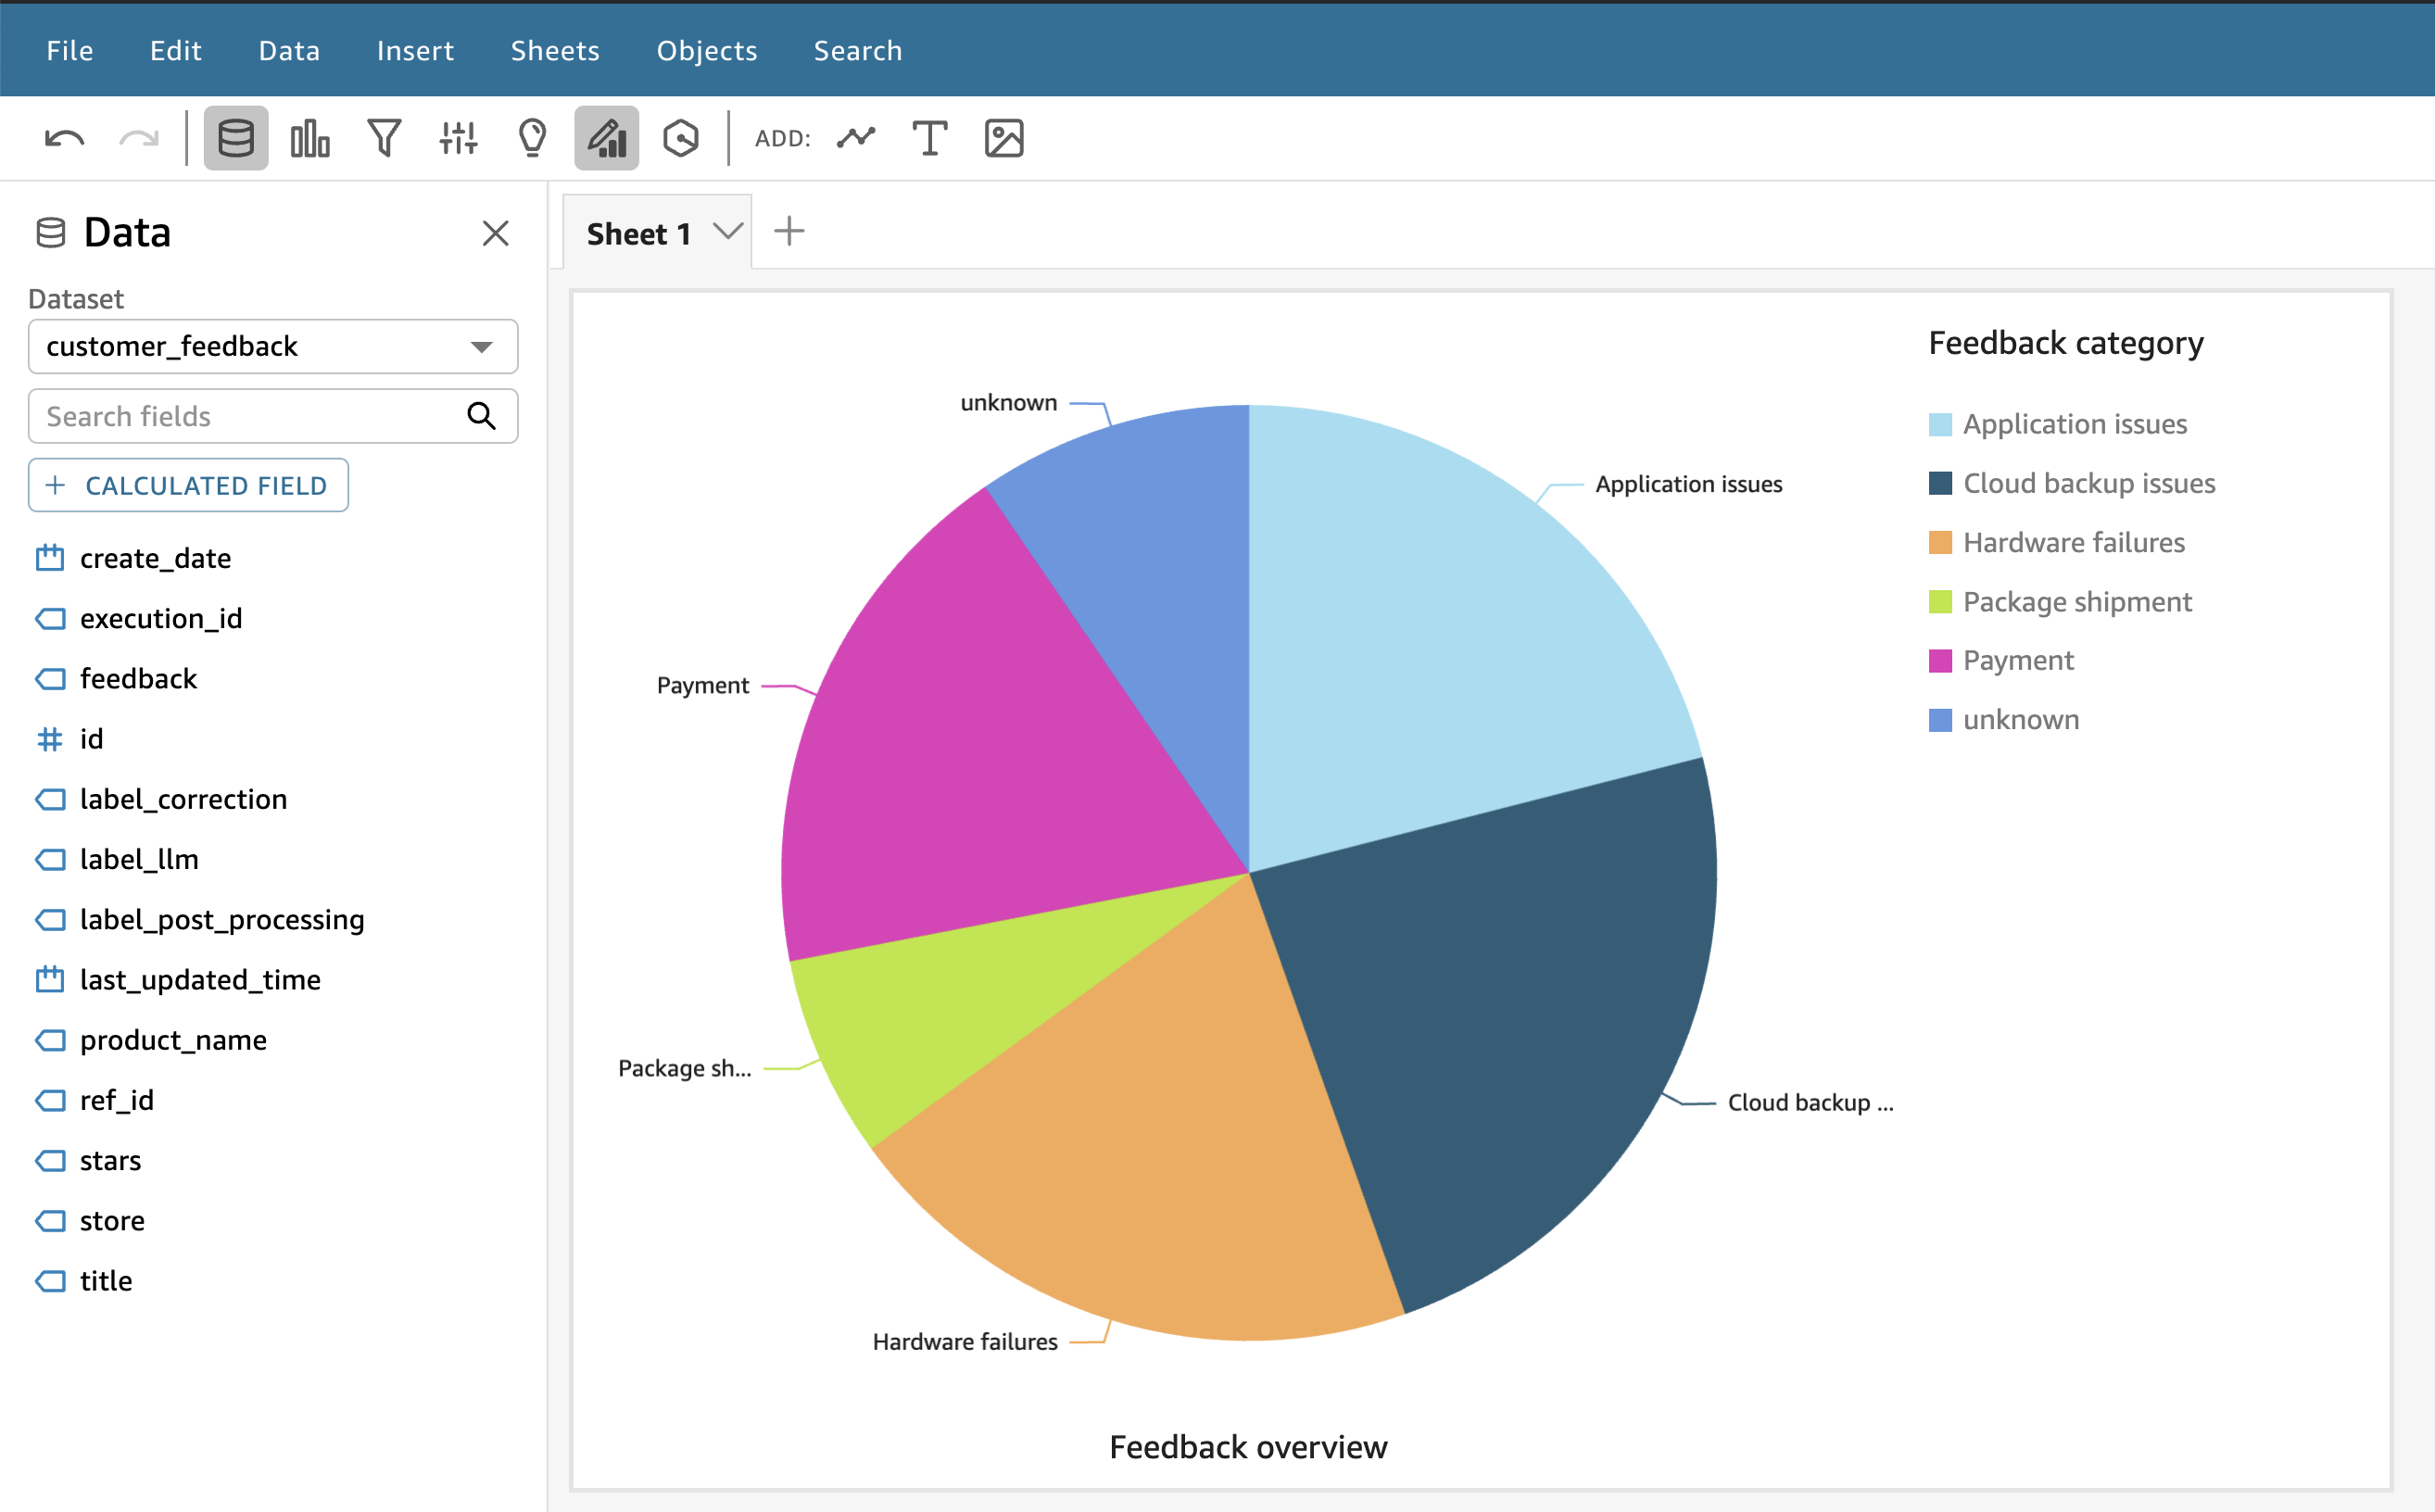 File Edit Data Insert Sheets Objects Search
ADD:
Data
Dataset
customer_feedback
Search fields
+ CALCULATED FIELD
create_date
execution_id
feedback
id
label_correction
label_llm
label_post_processing
last_updated_time
product_name
ref_id
stars
store
title
Sheet 1
unknown
Application issues
Payment
Package sh...
Cloud backup ...
Hardware failures
Feedback overview
Feedback category
Application issues
Cloud backup issues
Hardware failures
Package shipment
Payment
unknown